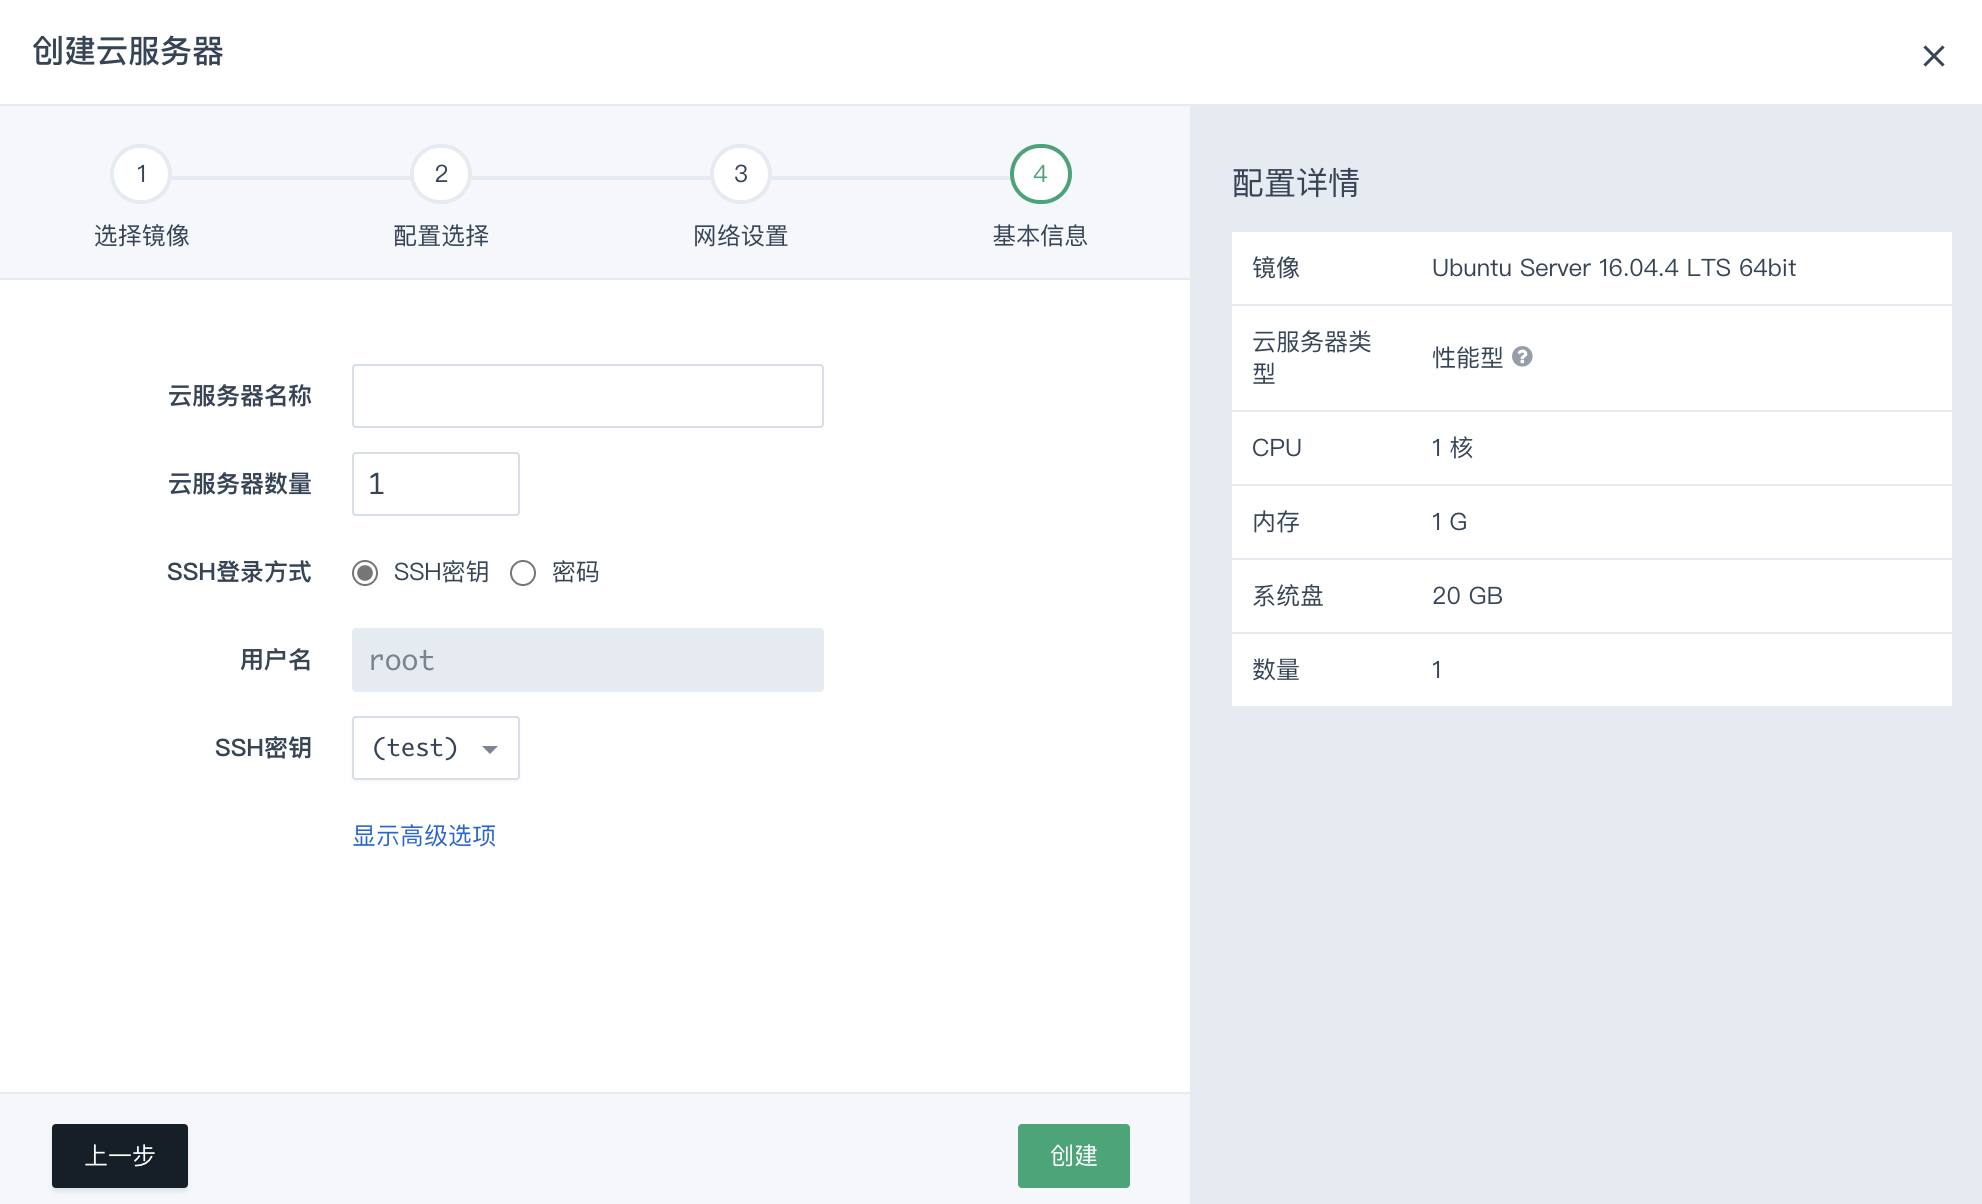 创建云服务器
1
2
3
4
选择镜像
配置选择
网络设置
基本信息
云服务器名称
云服务器数量
1
SSH登录方式
SSH密钥
密码
用户名
root
SSH密钥
(test)
显示高级选项
上一步
创建
配置详情
镜像
Ubuntu Server 16.04.4 LTS 64bit
云服务器类
型
性能型
CPU
1 核
内存
1 G
系统盘
20 GB
数量
1